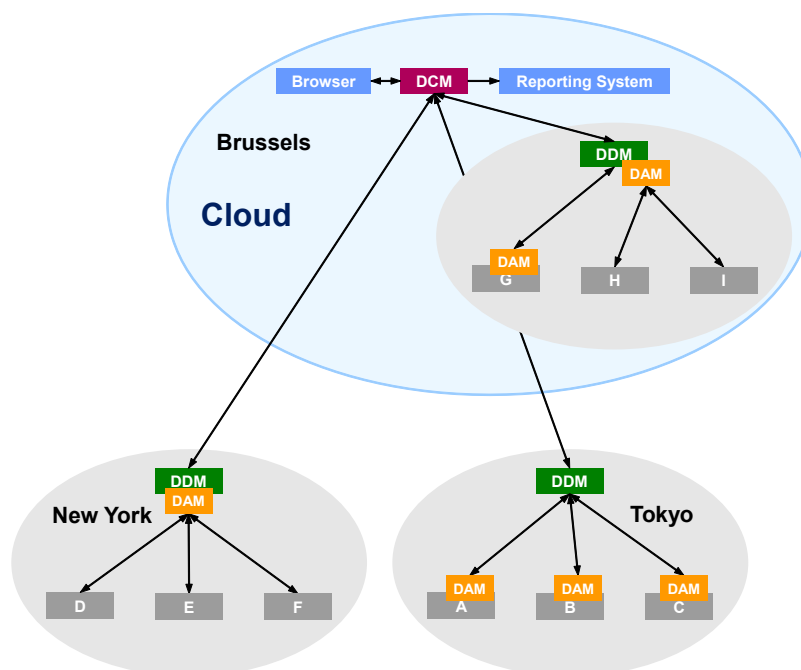 Browser
DCM
Reporting System
Brussels
DDM
DAM
Cloud
DAM
G
H
I
DDM
DAM
New York
D
E
F
DDM
Tokyo
DAM
DAM
DAM
A
B
C